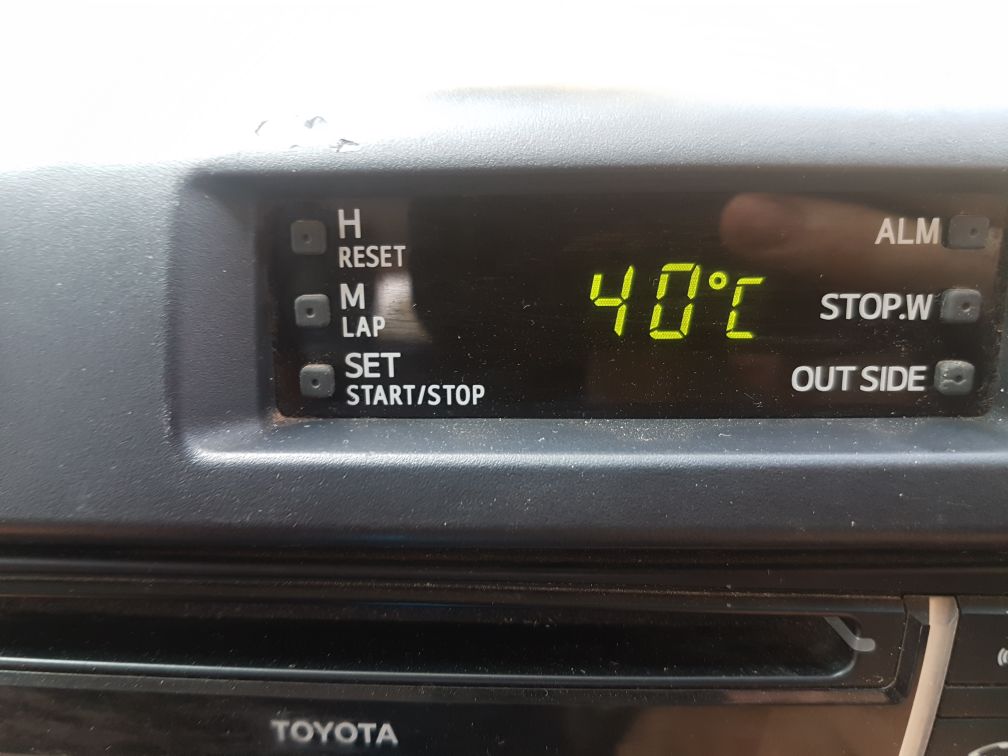 H
RESET
M
LAP
SET
START/STOP
40°C
ALM
STOP.W
OUT SIDE
TOYOTA